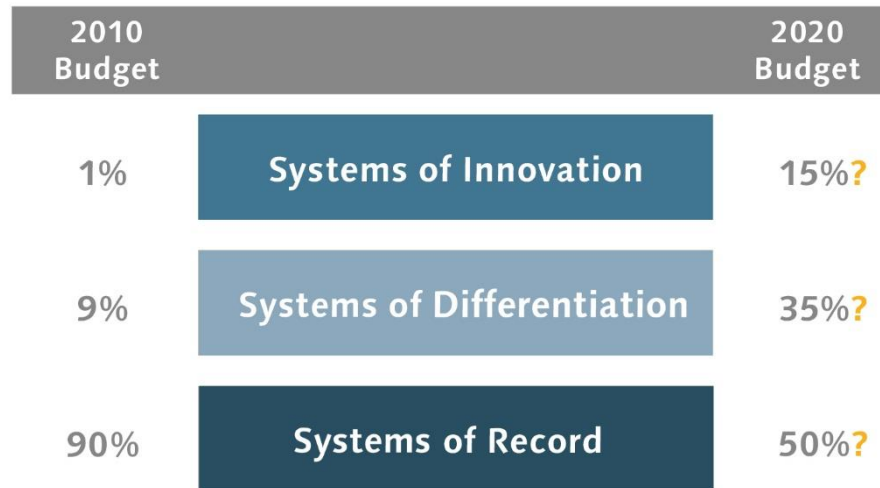 2010
Budget
2020
Budget
1%
Systems of Innovation
15%?
9%
Systems of Differentiation
35%?
90%
Systems of Record
50%?